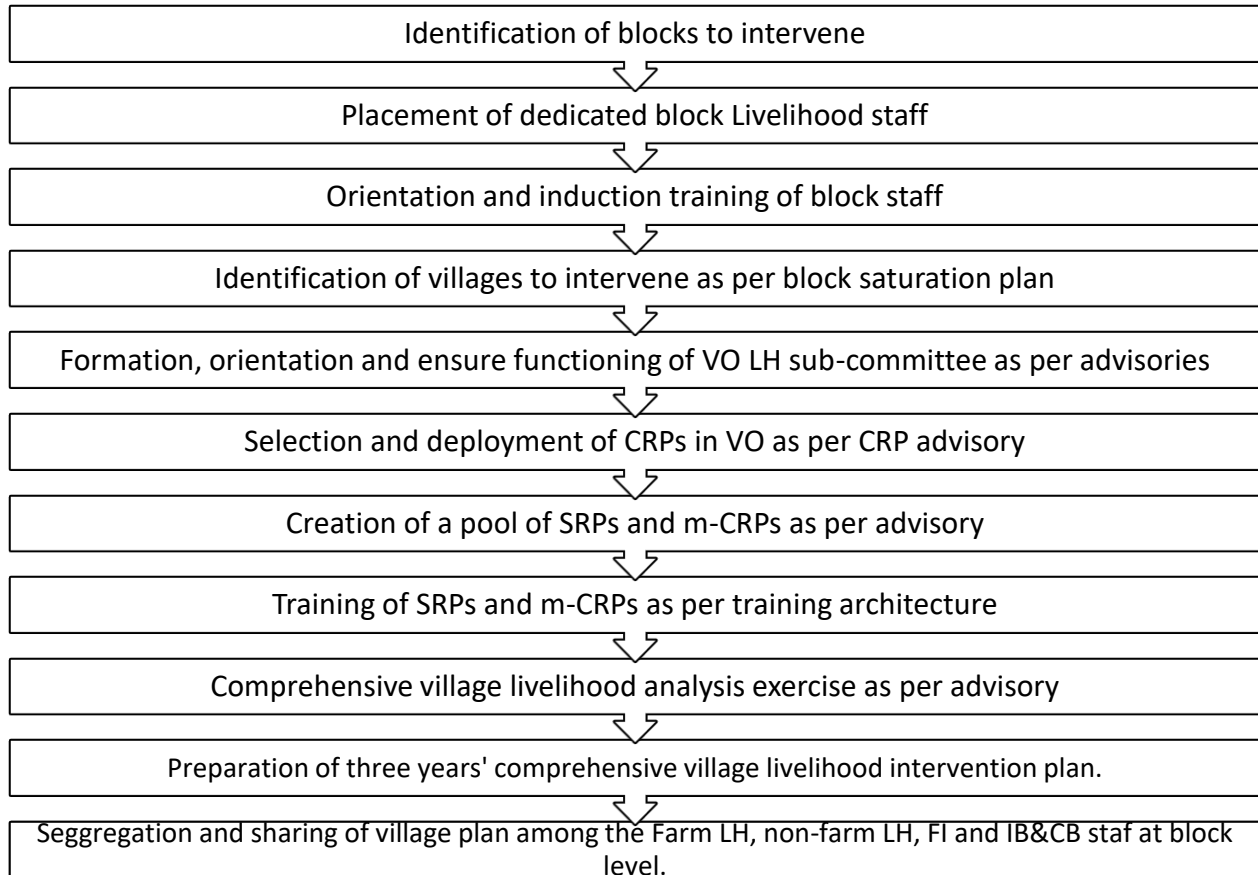 Identification of blocks to intervene
Placement of dedicated block Livelihood staff
Orientation and induction training of block staff
Identification of villages to intervene as per block saturation plan
Formation, orientation and ensure functioning of VO LH sub-committee as per advisories
Selection and deployment of CRPs in VO as per CRP advisory
Creation of a pool of SRPs and m-CRPs as per advisory
Training of SRPs and m-CRPs as per training architecture
Comprehensive village livelihood analysis exercise as per advisory
Preparation of three years' comprehensive village livelihood intervention plan.
Seggregation and sharing of village plan among the Farm LH, non-farm LH, FI and IB&CB staf at block
level.